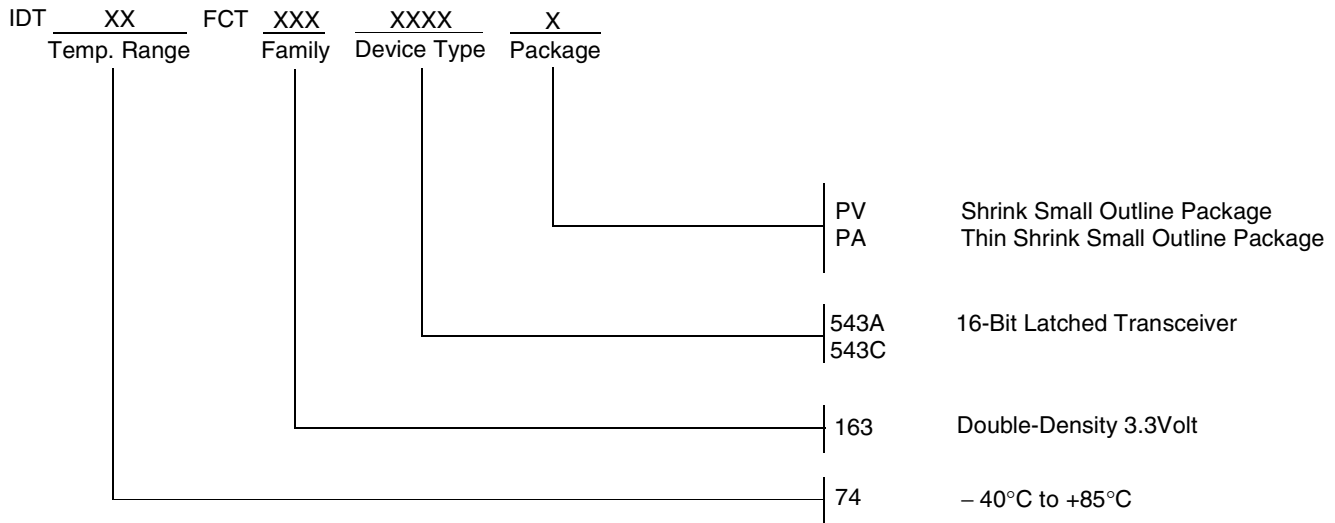 IDT XX FCT XXX XXXX X
Temp. Range Family Device Type Package
PV Shrink Small Outline Package
PA Thin Shrink Small Outline Package
543A 16-Bit Latched Transceiver
543C
163 Double-Density 3.3Volt
74 – 40°C to +85°C